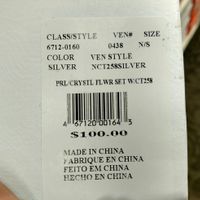 CLASS/STYLE VEN# SIZE
6712-0160 0438 N/S
COLOR VEN STYLE
SILVER NCT258SILVER
PRL/CRYSTL FLWR SET W/CT258
4 67120 00164 3
$100.00
MADE IN CHINA
FABRIQUE EN CHINA
FEITO EM CHINA
HECHO EN CHINA